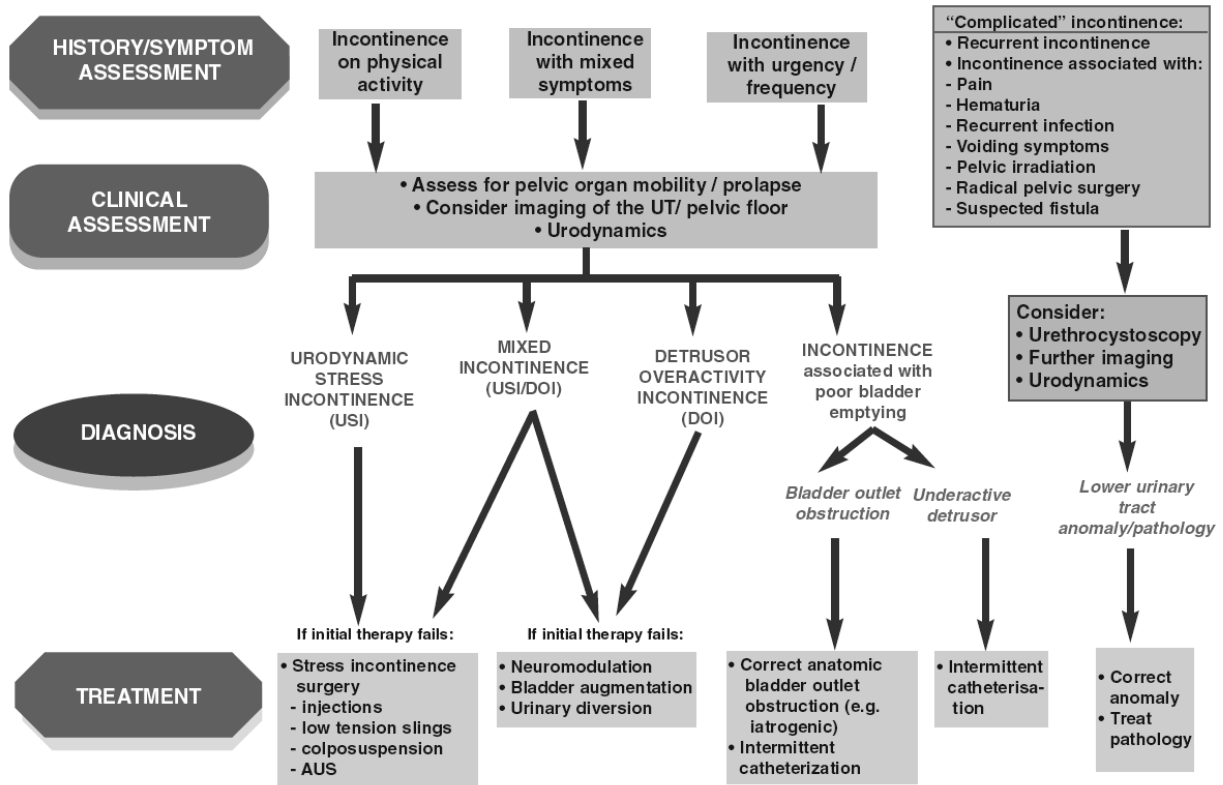 HISTORY/SYMPTOM
ASSESSMENT
Incontinence
on physical
activity
Incontinence
with mixed
symptoms
Incontinence
with urgency /
frequency
“Complicated” incontinence:
• Recurrent incontinence
• Incontinence associated with:
- Pain
- Hematuria
- Recurrent infection
- Voiding symptoms
- Pelvic irradiation
- Radical pelvic surgery
- Suspected fistula
CLINICAL
ASSESSMENT
• Assess for pelvic organ mobility / prolapse
• Consider imaging of the UT/ pelvic floor
• Urodynamics
Consider:
• Urethrocystoscopy
• Further imaging
• Urodynamics
DIAGNOSIS
URODYNAMIC
STRESS
INCONTINENCE
(USI)
MIXED
INCONTINENCE
(USI/DOI)
DETRUSOR
OVERACTIVITY
INCONTINENCE
(DOI)
INCONTINENCE
associated with
poor bladder
emptying
Bladder outlet
obstruction
Underactive
detrusor
Lower urinary
tract
anomaly/pathology
TREATMENT
If initial therapy fails:
• Stress incontinence
surgery
- injections
- low tension slings
- colposuspension
- AUS
If initial therapy fails:
• Neuromodulation
• Bladder augmentation
• Urinary diversion
• Correct anatomic
bladder outlet
obstruction (e.g.
iatrogenic)
• Intermittent
catheterization
• Intermittent
catheterisa-
tion
• Correct
anomaly
• Treat
pathology